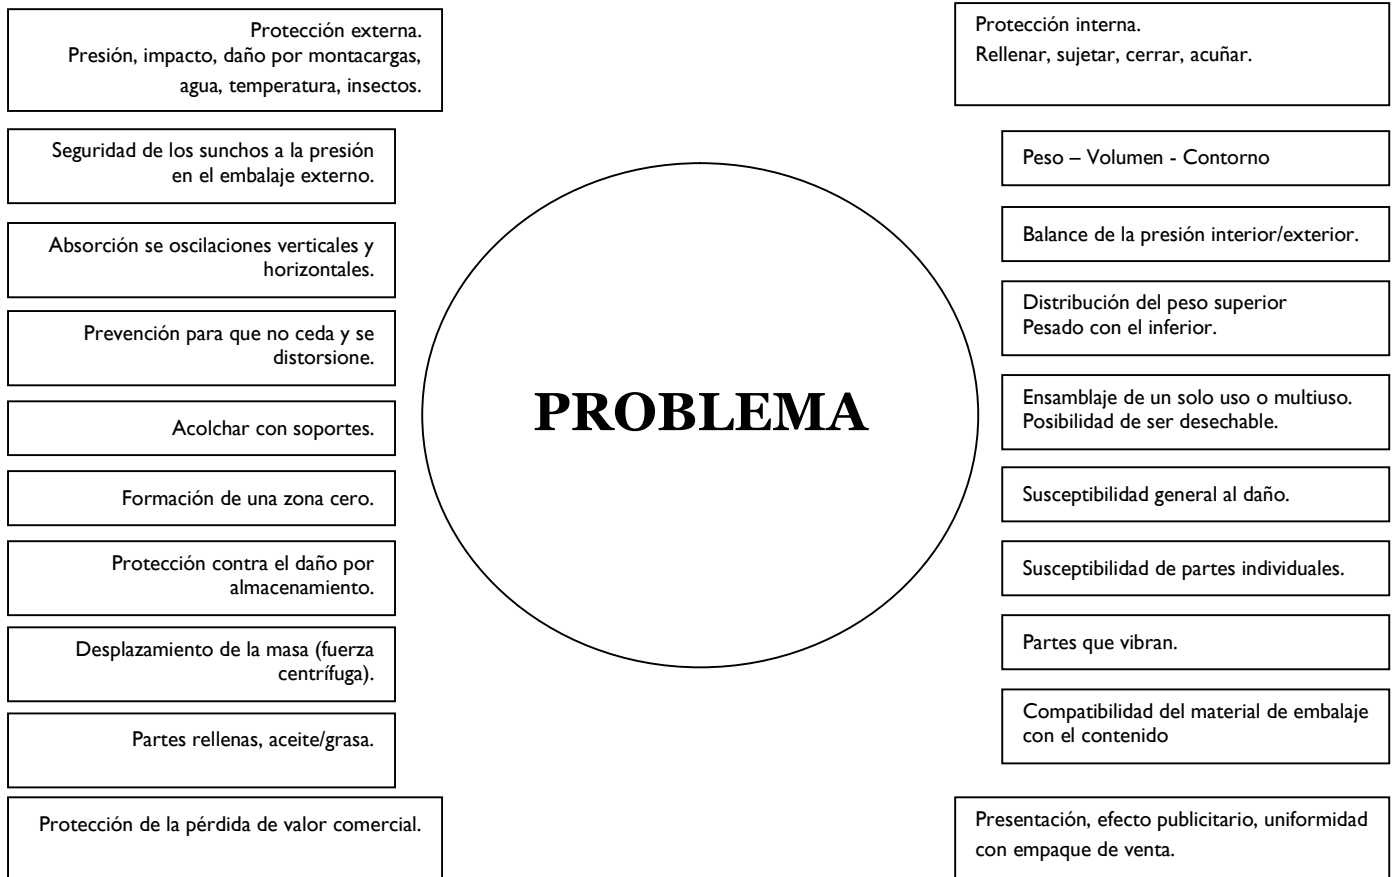 Protección externa.
Presión, impacto, daño por montacargas,
agua, temperatura, insectos.
Seguridad de los sunchos a la presión
en el embalaje externo.
Absorción se oscilaciones verticales y
horizontales.
Prevención para que no ceda y se
distorsione.
Acolchar con soportes.
Formación de una zona cero.
Protección contra el daño por
almacenamiento.
Desplazamiento de la masa (fuerza
centrífuga).
Partes rellenas, aceite/grasa.
Protección de la pérdida de valor comercial.
PROBLEMA
Protección interna.
Rellenar, sujetar, cerrar, acuñar.
Peso – Volumen - Contorno
Balance de la presión interior/exterior.
Distribución del peso superior
Pesado con el inferior.
Ensamblaje de un solo uso o multiuso.
Posibilidad de ser desechable.
Susceptibilidad general al daño.
Susceptibilidad de partes individuales.
Partes que vibran.
Compatibilidad del material de embalaje
con el contenido
Presentación, efecto publicitario, uniformidad
con empaque de venta.